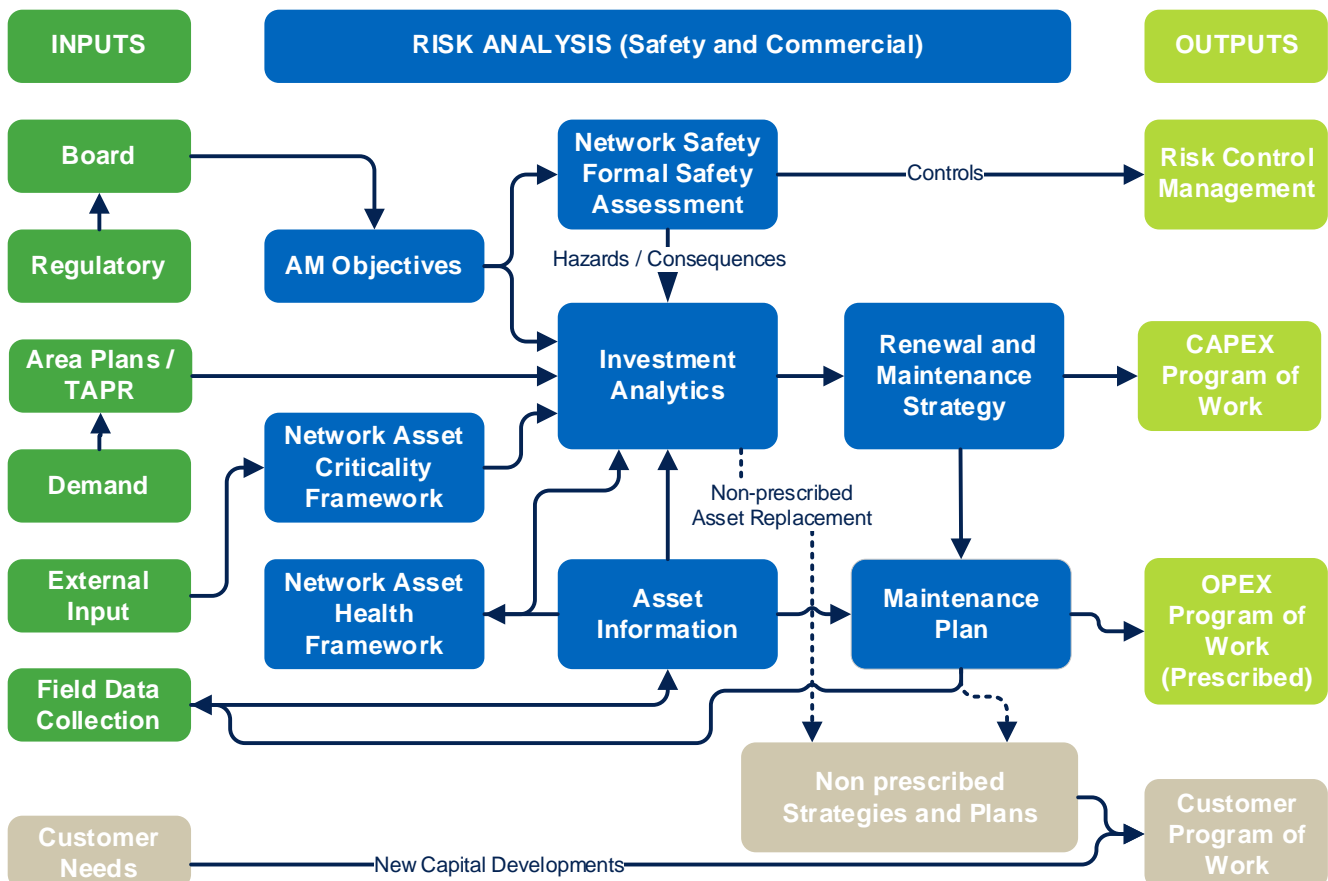 INPUTS
RISK ANALYSIS (Safety and Commercial)
OUTPUTS
Board
Network Safety
Formal Safety
Assessment
Controls
Risk Control
Management
Regulatory
AM Objectives
Hazards / Consequences
Area Plans /
TAPR
Investment
Analytics
Renewal and
Maintenance
Strategy
CAPEX
Program of
Work
Demand
Network Asset
Criticality
Framework
Non-prescribed
Asset Replacement
External
Input
Network Asset
Health
Framework
Asset
Information
Maintenance
Plan
OPEX
Program of
Work
(Prescribed)
Field Data
Collection
Non prescribed
Strategies and Plans
Customer
Needs
New Capital Developments
Customer
Program of
Work